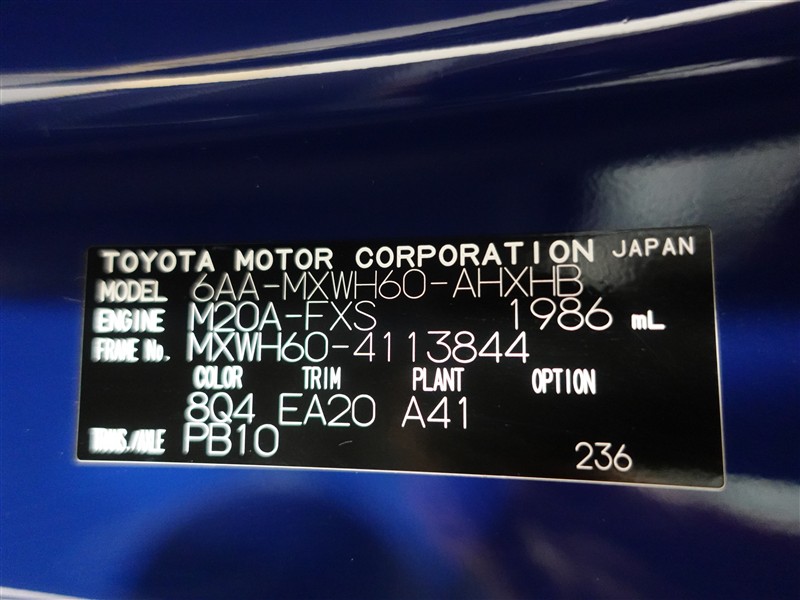 TOYOTA MOTOR CORPORATION JAPAN
MODEL 6AA-MXWH60-AHXHB
ENGINE M20A-FXS 1986 mL
FRAME No. MXWH60-4113844
COLOR TRIM PLANT OPTION
8Q4 EA20 A41
TRANS./AXLE PB10
236